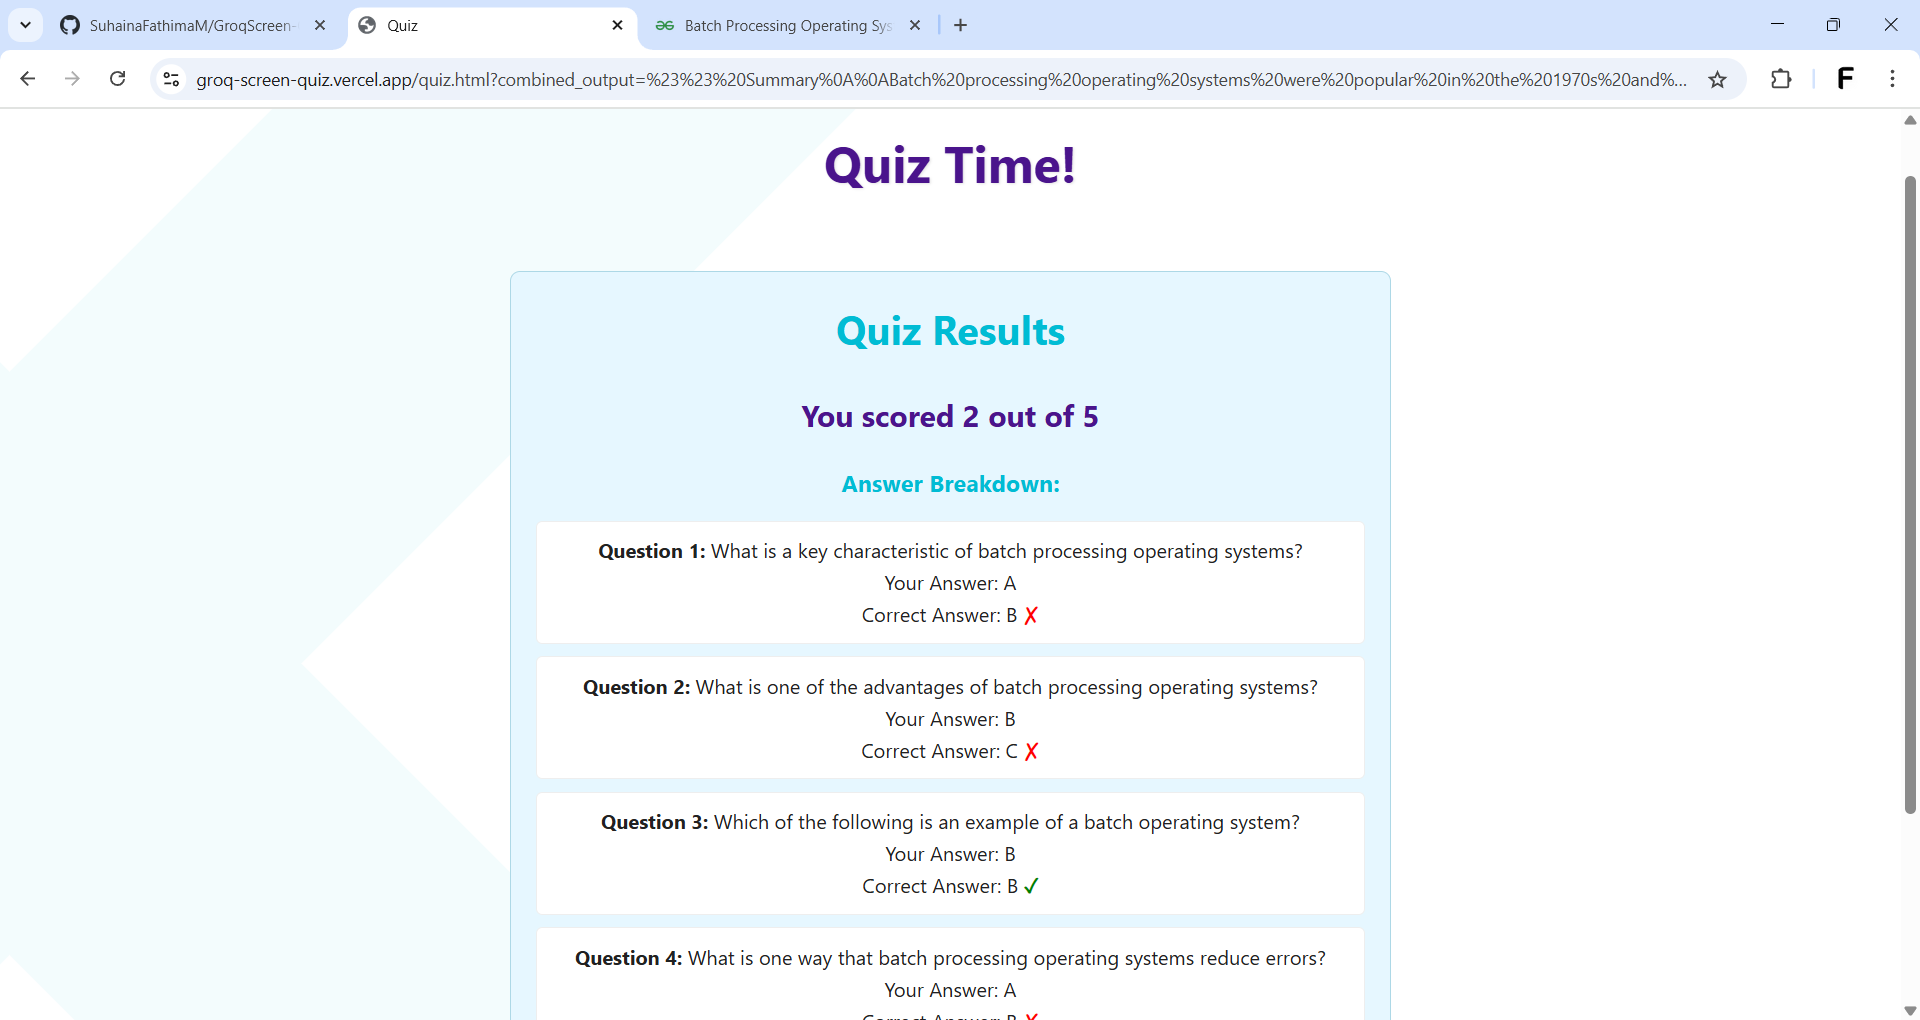 SuhainaFathimaM/GroqScreen-
Quiz
Batch Processing Operating Sys
groq-screen-quiz.vercel.app/quiz.html?combined_output=%23%23%20Summary%0A%0ABatch%20processing%20operating%20systems%20were%20popular%20in%20the%201970s%20and%...
Quiz Time!
Quiz Results
You scored 2 out of 5
Answer Breakdown:
Question 1: What is a key characteristic of batch processing operating systems?
Your Answer: A
Correct Answer: B ✗
Question 2: What is one of the advantages of batch processing operating systems?
Your Answer: B
Correct Answer: C ✗
Question 3: Which of the following is an example of a batch operating system?
Your Answer: B
Correct Answer: B ✓
Question 4: What is one way that batch processing operating systems reduce errors?
Your Answer: A
Correct Answer: B ✗